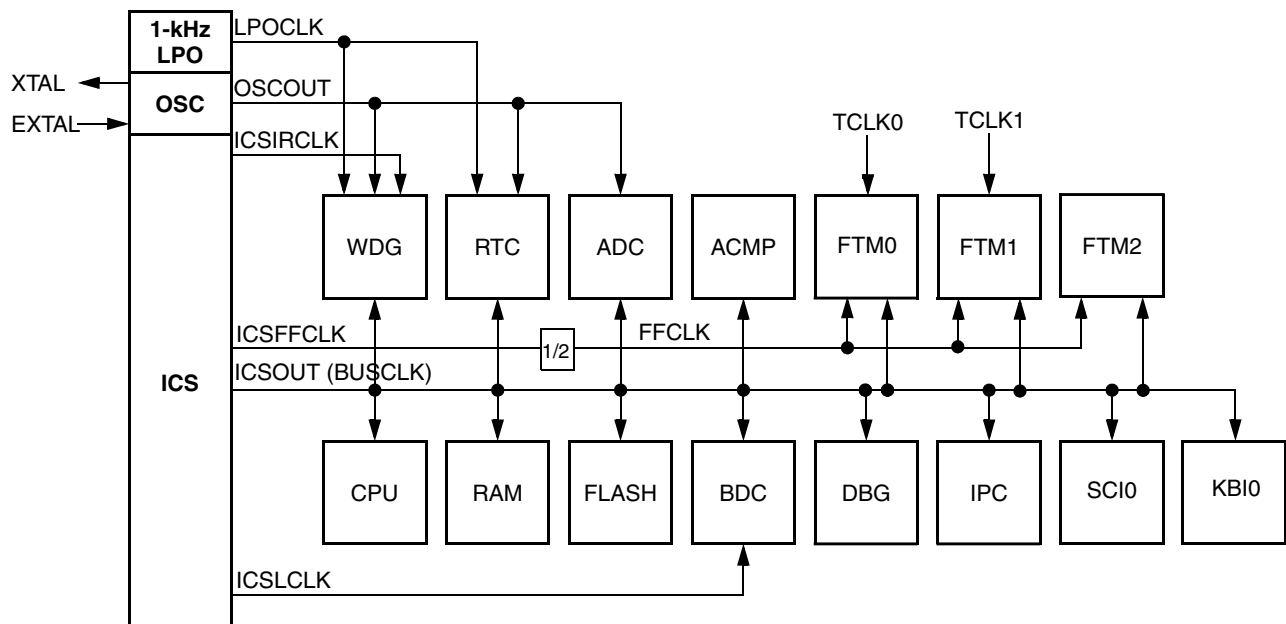 1-kHz
LPO
LPOCLK
XTAL
OSC
OSCOUT
EXTAL
ICSIRCLK
TCLK0
TCLK1
WDG
RTC
ADC
ACMP
FTM0
FTM1
FTM2
ICSFFCLK
1/2
FFCLK
ICS
ICSOUT (BUSCLK)
CPU
RAM
FLASH
BDC
DBG
IPC
SCI0
KBI0
ICSLCLK